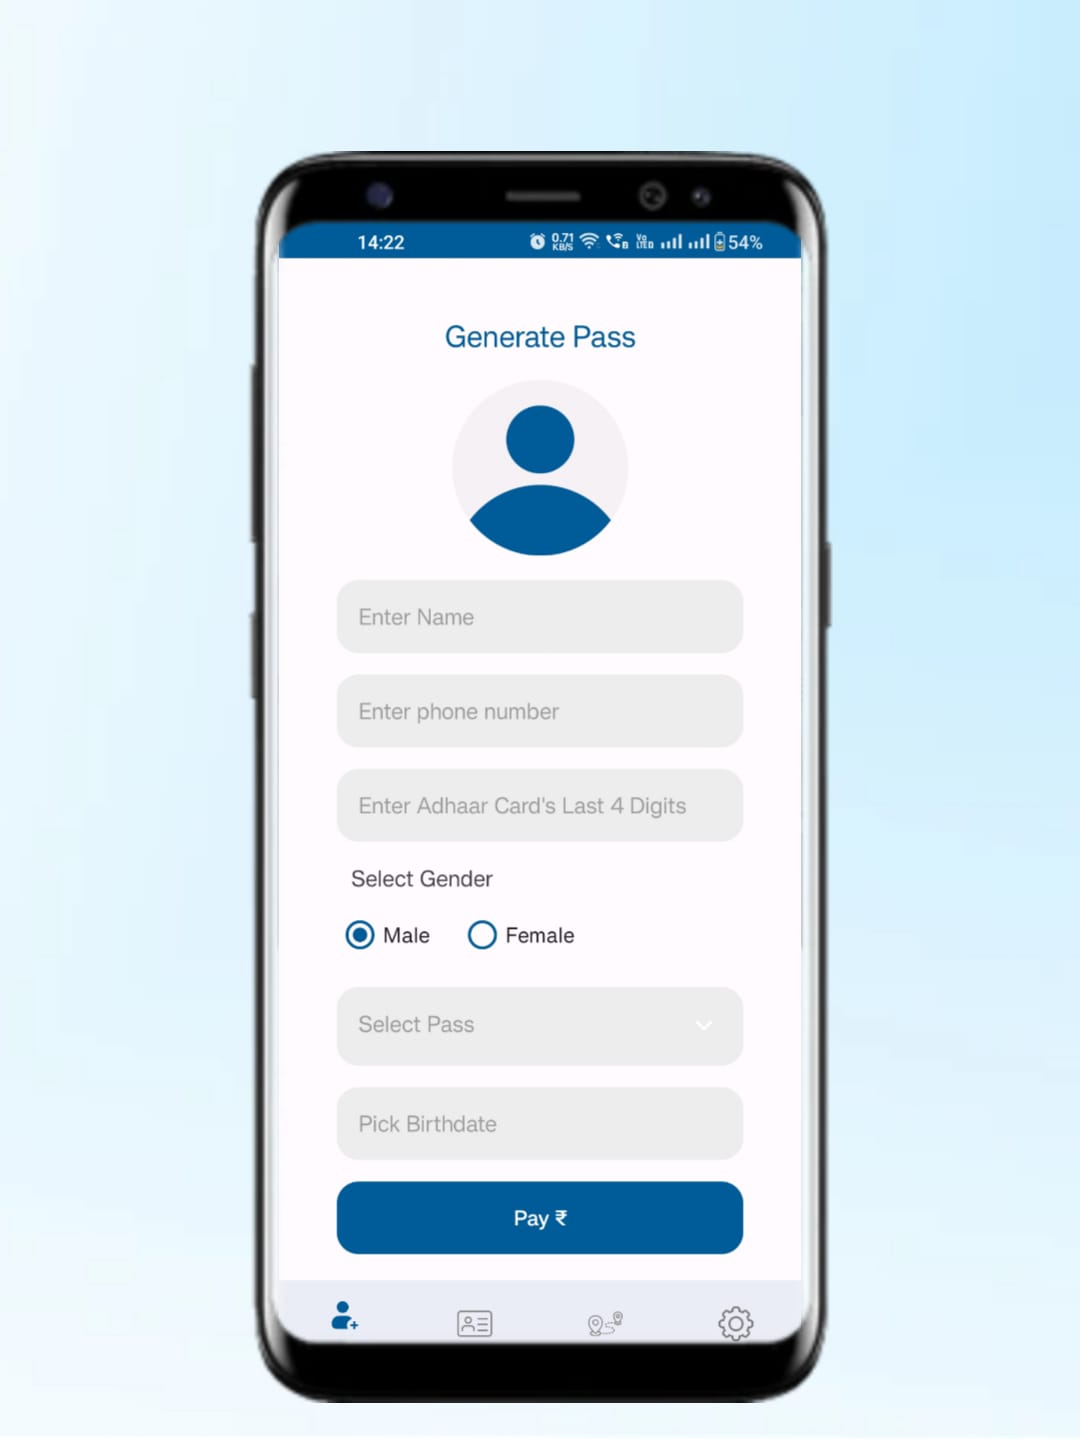 14:22 0.71 KB/S Vo LTE 54%
Generate Pass
Enter Name
Enter phone number
Enter Adhaar Card's Last 4 Digits
Select Gender
Male Female
Select Pass
Pick Birthdate
Pay ₹